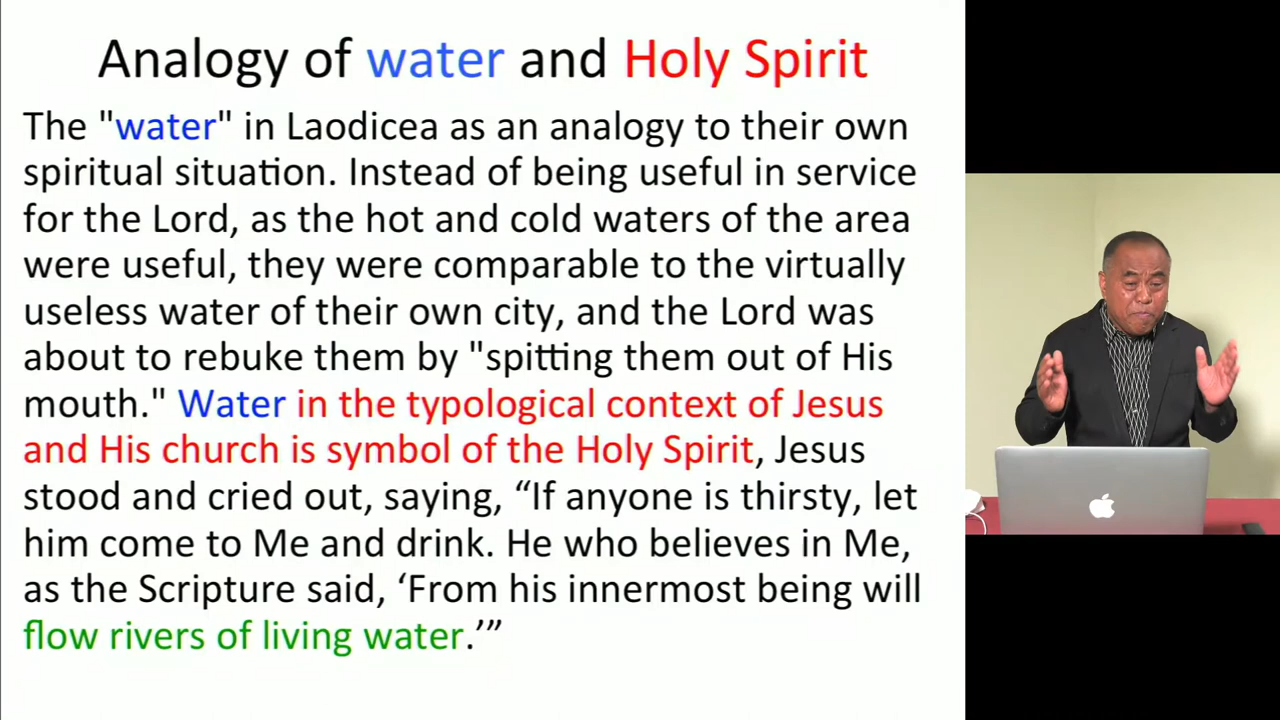 Analogy of water and Holy Spirit
The "water" in Laodicea as an analogy to their own
spiritual situation. Instead of being useful in service
for the Lord, as the hot and cold waters of the area
were useful, they were comparable to the virtually
useless water of their own city, and the Lord was
about to rebuke them by "spitting them out of His
mouth." Water in the typological context of Jesus
and His church is symbol of the Holy Spirit, Jesus
stood and cried out, saying, “If anyone is thirsty, let
him come to Me and drink. He who believes in Me,
as the Scripture said, ‘From his innermost being will
flow rivers of living water.’”